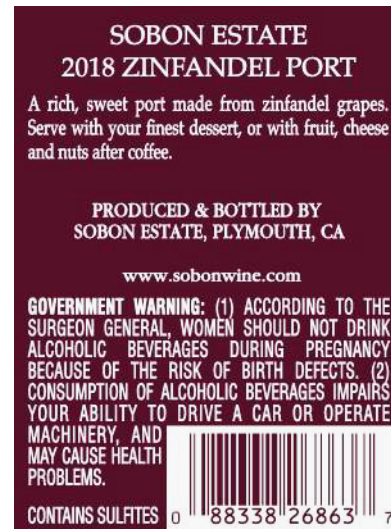 SOBON ESTATE
2018 ZINFANDEL PORT
A rich, sweet port made from zinfandel grapes.
Serve with your finest dessert, or with fruit, cheese
and nuts after coffee.
PRODUCED & BOTTLED BY
SOBON ESTATE, PLYMOUTH, CA
www.sobonwine.com
GOVERNMENT WARNING: (1) ACCORDING TO THE
SURGEON GENERAL, WOMEN SHOULD NOT DRINK
ALCOHOLIC BEVERAGES DURING PREGNANCY
BECAUSE OF THE RISK OF BIRTH DEFECTS. (2)
CONSUMPTION OF ALCOHOLIC BEVERAGES IMPAIRS
YOUR ABILITY TO DRIVE A CAR OR OPERATE
MACHINERY, AND
MAY CAUSE HEALTH
PROBLEMS.
CONTAINS SULFITES
0 88338 26863 7